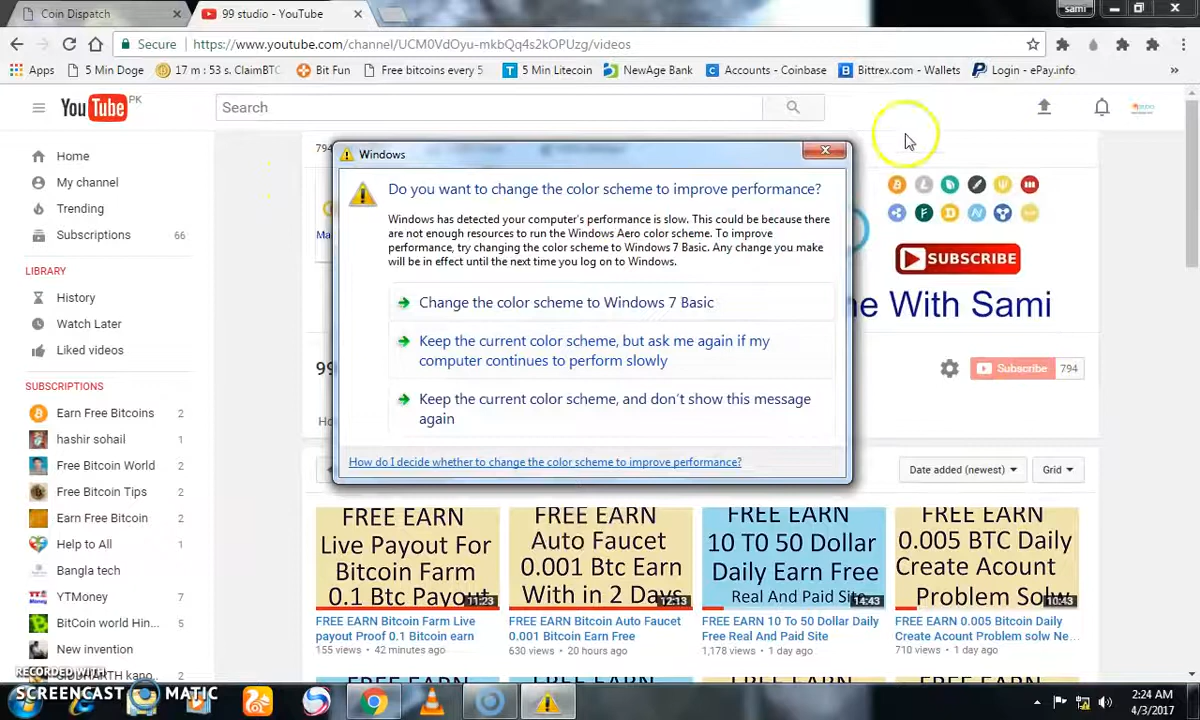 Coin Dispatch
99 studio - YouTube
sami
Secure
https://www.youtube.com/channel/UCM0VdOyu-mkbQq4s2kOPUzg/videos
Apps
5 Min Doge
17 m : 53 s. ClaimBTC
Bit Fun
Free bitcoins every 5
5 Min Litecoin
NewAge Bank
Accounts - Coinbase
Bittrex.com - Wallets
Login - ePay.info
YouTube PK
Search
Home
My channel
Trending
Subscriptions 66
LIBRARY
History
Watch Later
Liked videos
SUBSCRIPTIONS
Earn Free Bitcoins 2
hashir sohail 1
Free Bitcoin World 2
Free Bitcoin Tips 2
Earn Free Bitcoin 2
Help to All 1
Bangla tech
YTMoney 7
BitCoin world Hin... 5
New invention
SIDDHARTH kapo..
794
Windows
Do you want to change the color scheme to improve performance?
Windows has detected your computer's performance is slow. This could be because there
are not enough resources to run the Windows Aero color scheme. To improve
performance, try changing the color scheme to Windows 7 Basic. Any change you make
will be in effect until the next time you log on to Windows.
Change the color scheme to Windows 7 Basic
Keep the current color scheme, but ask me again if my
computer continues to perform slowly
Keep the current color scheme, and don't show this message
again
How do I decide whether to change the color scheme to improve performance?
SUBSCRIBE
me With Sami
99
Subscribe 794
Date added (newest)
Grid
FREE EARN
Live Payout For
Bitcoin Farm
0.1 Btc Payout
11:23
FREE EARN Bitcoin Farm Live
payout Proof 0.1 Bitcoin earn
155 views • 42 minutes ago
FREE EARN
Auto Faucet
0.001 Btc Earn
With in 2 Days
12:13
FREE EARN Bitcoin Auto Faucet
0.001 Bitcoin Earn Free
630 views • 20 hours ago
FREE EARN
10 TO 50 Dollar
Daily Earn Free
Real And Paid Site
14:43
FREE EARN 10 To 50 Dollar Daily
Free Real And Paid Site
1,178 views • 1 day ago
FREE EARN
0.005 BTC Daily
Create Acount
Problem Solw
10:43
FREE EARN 0.005 Bitcoin Daily
Create Acount Problem solw Ne...
710 views • 1 day ago
RECORDED WITH
SCREENCAST MATIC
2:24 AM
4/3/2017